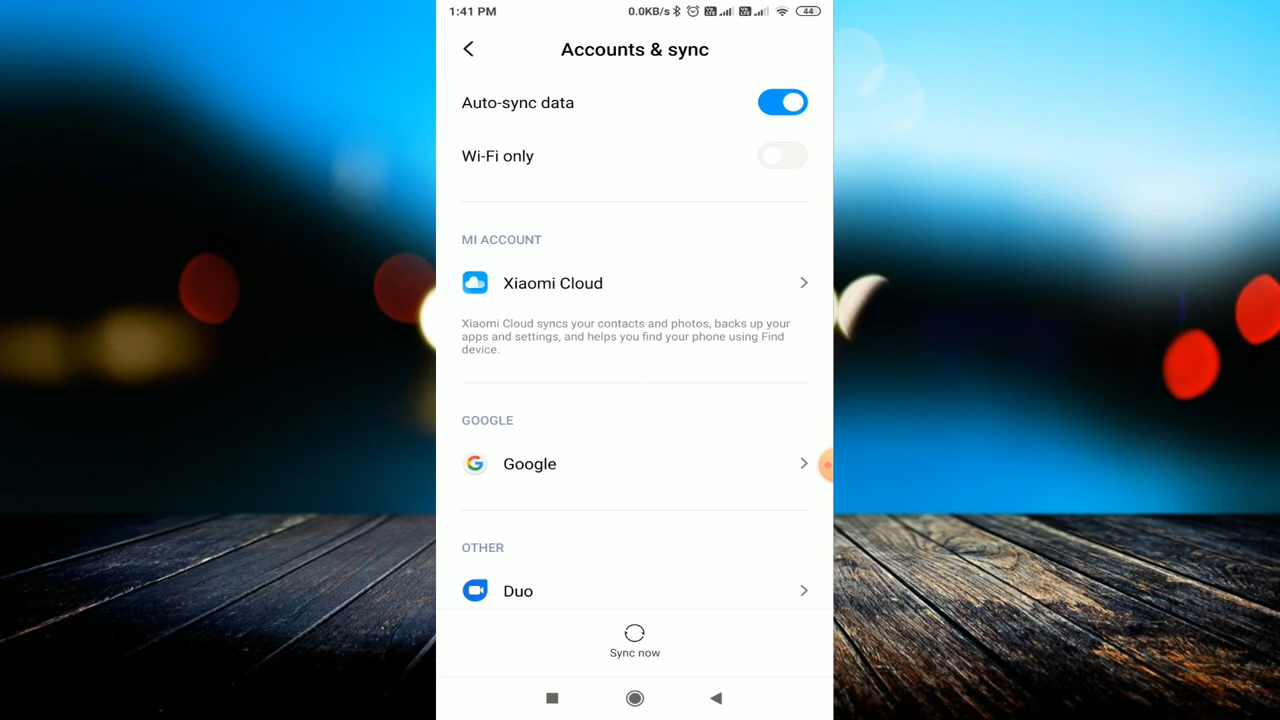 1:41 PM 0.0KB/s 44
Accounts & sync
Auto-sync data
Wi-Fi only
MI ACCOUNT
Xiaomi Cloud
Xiaomi Cloud syncs your contacts and photos, backs up your
apps and settings, and helps you find your phone using Find
device.
GOOGLE
Google
OTHER
Duo
Sync now